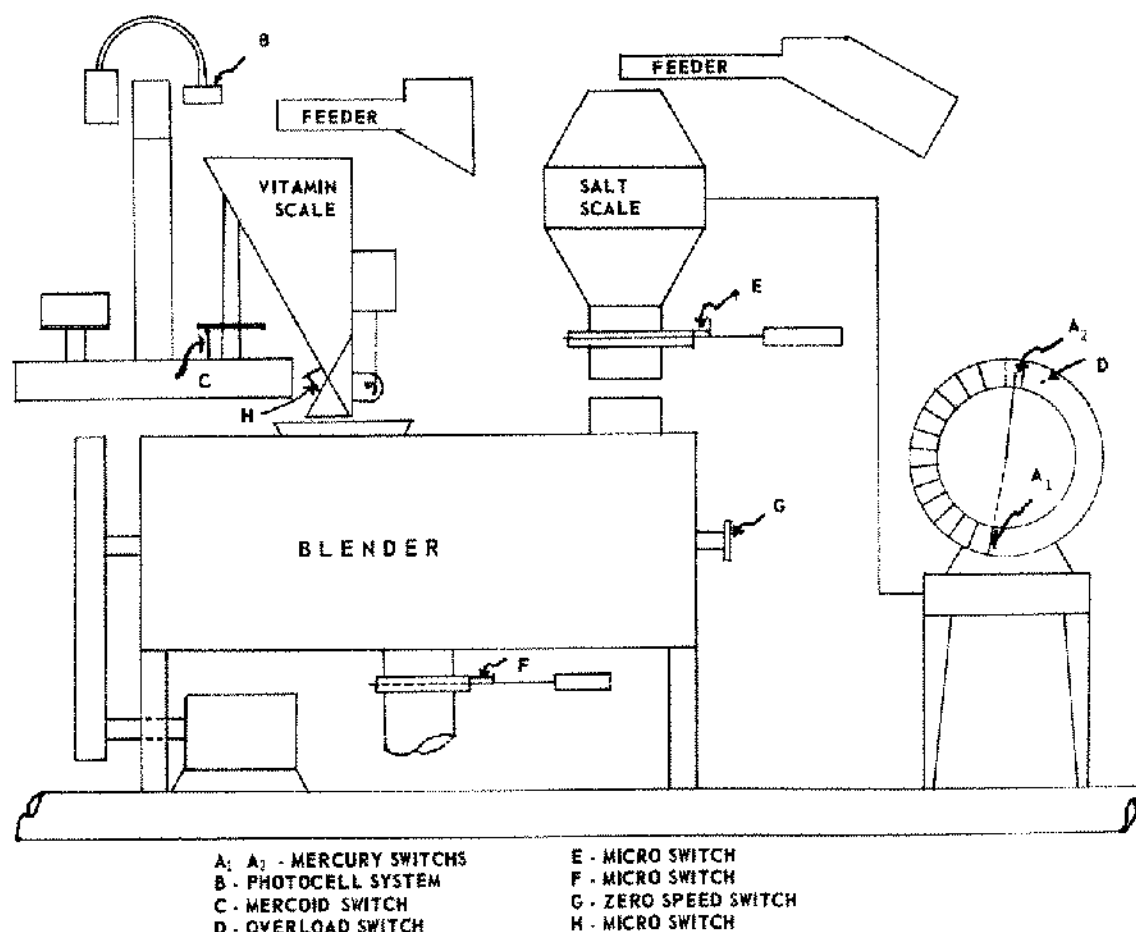 B
FEEDER
FEEDER
VITAMIN
SCALE
SALT
SCALE
E
A₂
D
C
H
A₁
G
BLENDER
F
A₁ A₂ - MERCURY SWITCHS
B - PHOTOCELL SYSTEM
C - MERCOID SWITCH
D - OVERLOAD SWITCH
E - MICRO SWITCH
F - MICRO SWITCH
G - ZERO SPEED SWITCH
H - MICRO SWITCH